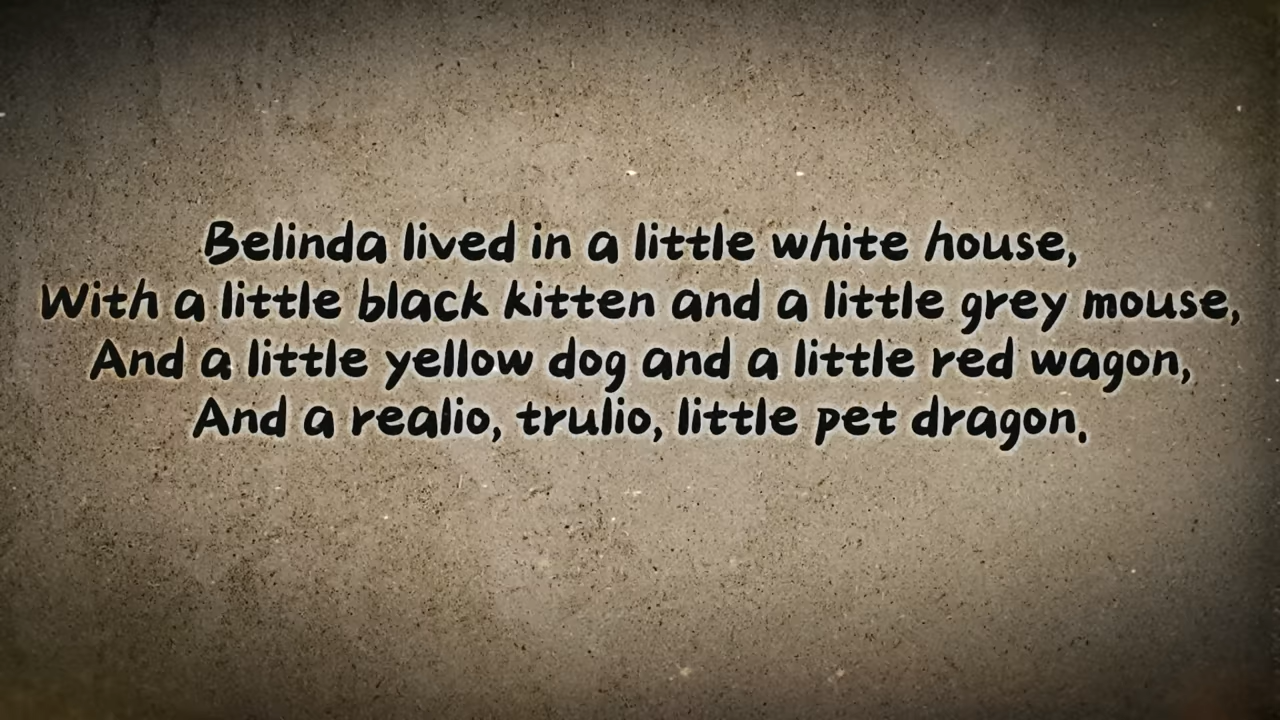 Belinda lived in a little white house,
With a little black kitten and a little grey mouse,
And a little yellow dog and a little red wagon,
And a realio, trulio, little pet dragon.